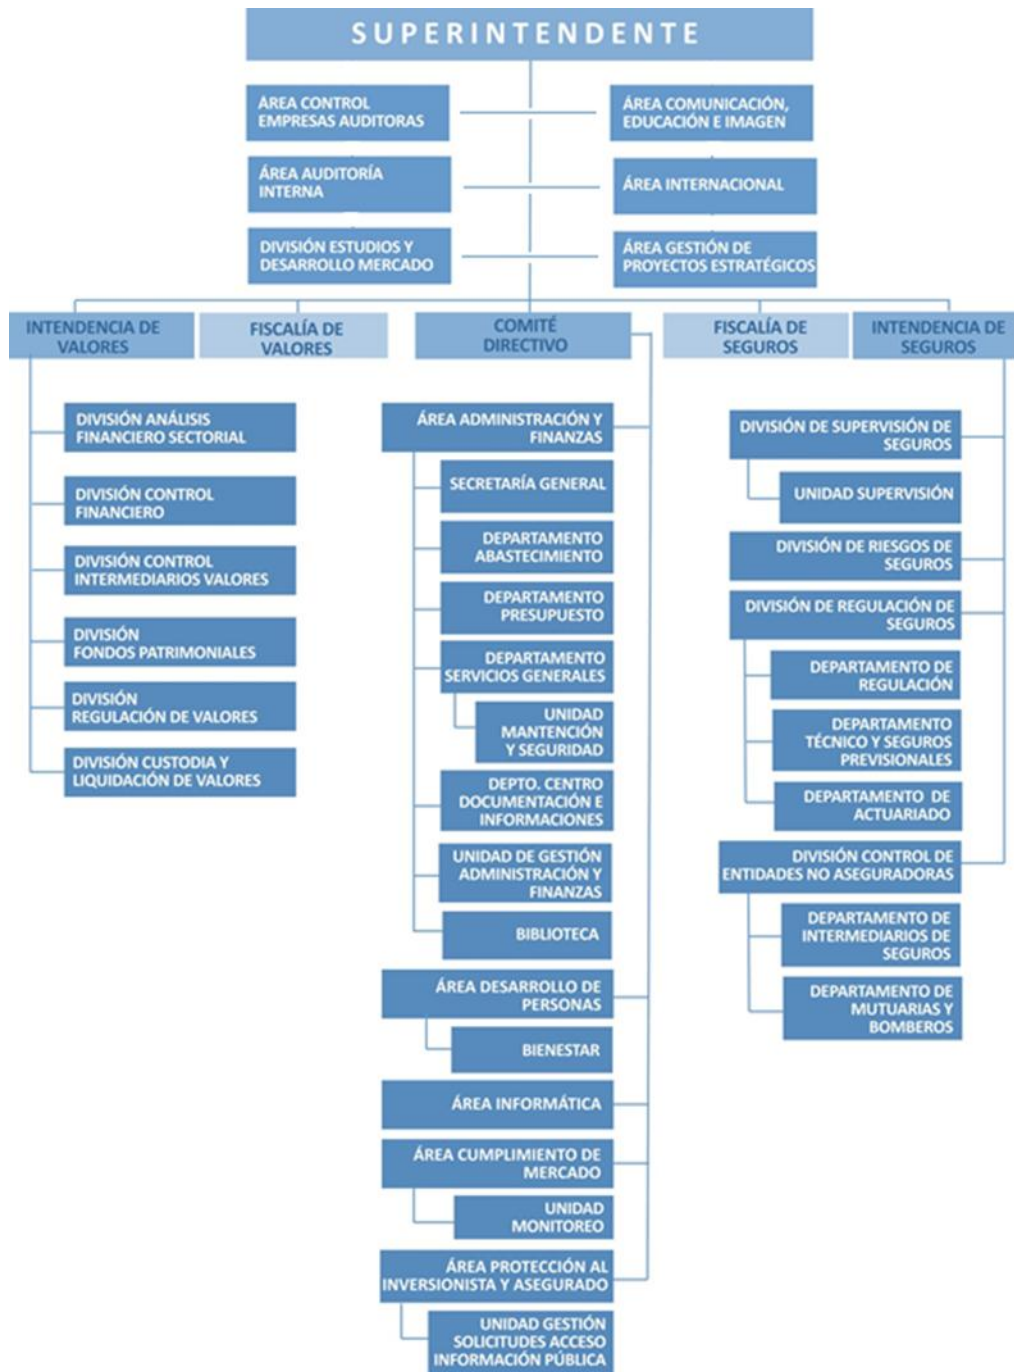 SUPERINTENDENTE
ÁREA CONTROL
EMPRESAS AUDITORAS
ÁREA COMUNICACIÓN,
EDUCACIÓN E IMAGEN
ÁREA AUDITORÍA
INTERNA
ÁREA INTERNACIONAL
DIVISIÓN ESTUDIOS Y
DESARROLLO MERCADO
ÁREA GESTIÓN DE
PROYECTOS ESTRATÉGICOS
INTENDENCIA DE
VALORES
FISCALÍA DE
VALORES
COMITÉ
DIRECTIVO
FISCALÍA DE
SEGUROS
INTENDENCIA DE
SEGUROS
DIVISIÓN ANÁLISIS
FINANCIERO SECTORIAL
DIVISIÓN CONTROL
FINANCIERO
DIVISIÓN CONTROL
INTERMEDIARIOS VALORES
DIVISIÓN
FONDOS PATRIMONIALES
DIVISIÓN
REGULACIÓN DE VALORES
DIVISIÓN CUSTODIA Y
LIQUIDACIÓN DE VALORES
ÁREA ADMINISTRACIÓN Y
FINANZAS
SECRETARÍA GENERAL
DEPARTAMENTO
ABASTECIMIENTO
DEPARTAMENTO
PRESUPUESTO
DEPARTAMENTO
SERVICIOS GENERALES
UNIDAD
MANTENCIÓN
Y SEGURIDAD
DEPTO. CENTRO
DOCUMENTACIÓN E
INFORMACIONES
UNIDAD DE GESTIÓN
ADMINISTRACIÓN Y
FINANZAS
BIBLIOTECA
ÁREA DESARROLLO DE
PERSONAS
BIENESTAR
ÁREA INFORMÁTICA
ÁREA CUMPLIMIENTO DE
MERCADO
UNIDAD
MONITOREO
ÁREA PROTECCIÓN AL
INVERSIONISTA Y ASEGURADO
UNIDAD GESTIÓN
SOLICITUDES ACCESO
INFORMACIÓN PÚBLICA
DIVISIÓN DE SUPERVISIÓN DE
SEGUROS
UNIDAD SUPERVISIÓN
DIVISIÓN DE RIESGOS DE
SEGUROS
DIVISIÓN DE REGULACIÓN DE
SEGUROS
DEPARTAMENTO DE
REGULACIÓN
DEPARTAMENTO
TÉCNICO Y SEGUROS
PREVISIONALES
DEPARTAMENTO DE
ACTUARIADO
DIVISIÓN CONTROL DE
ENTIDADES NO ASEGURADORAS
DEPARTAMENTO DE
INTERMEDIARIOS DE
SEGUROS
DEPARTAMENTO DE
MUTUARIAS Y
BOMBEROS